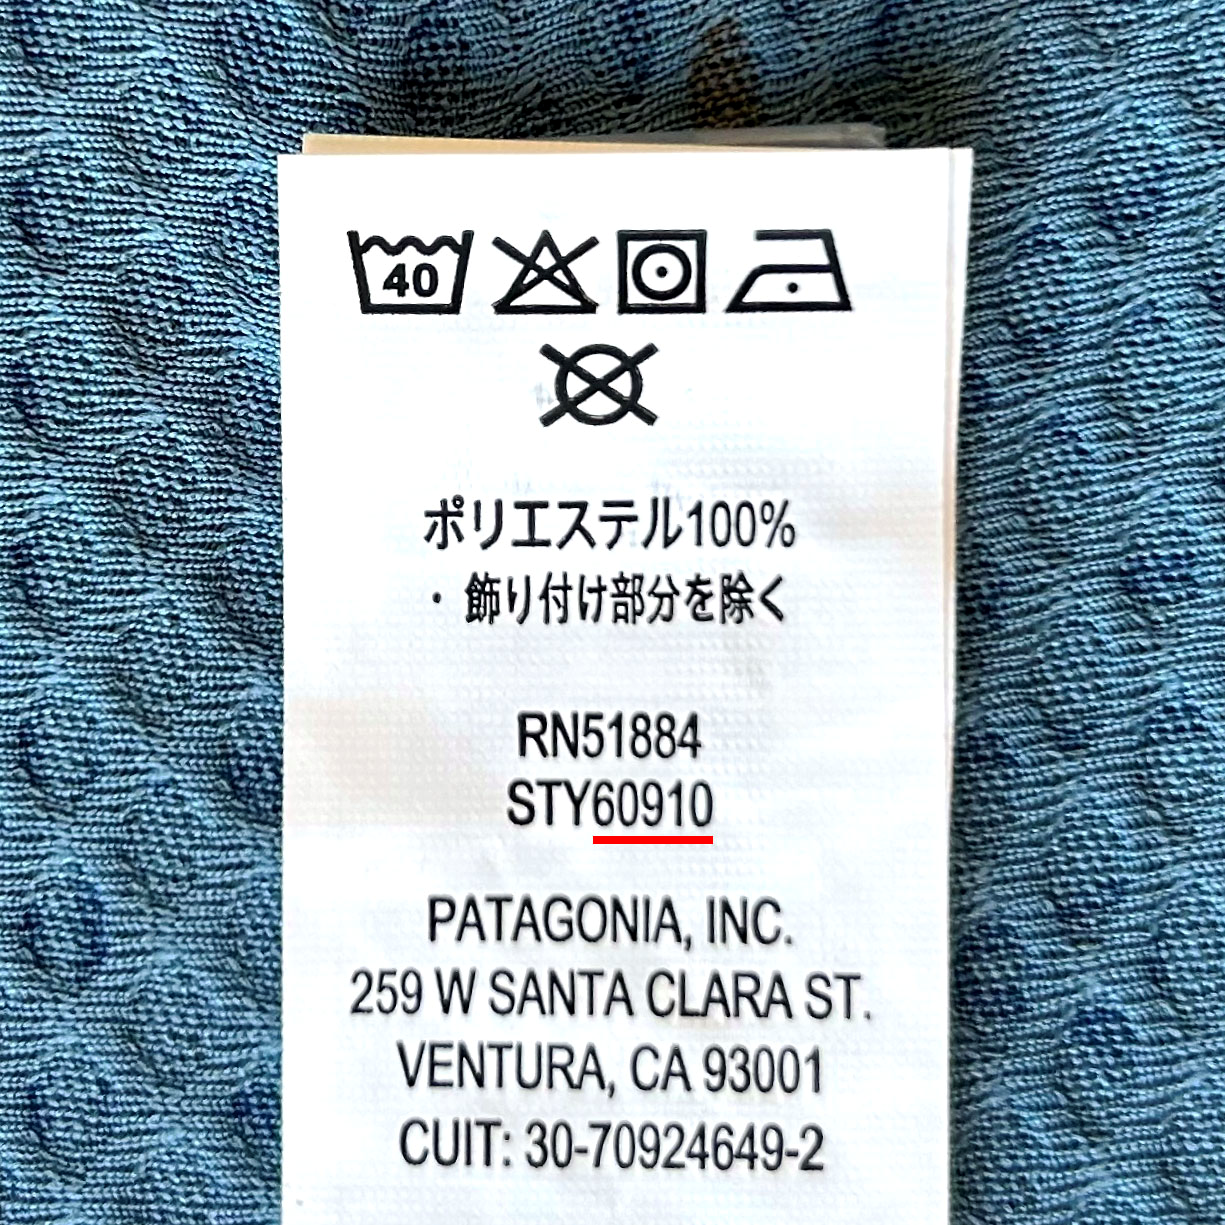 40
ポリエステル100%
・飾り付け部分を除く
RN51884
STY60910
PATAGONIA, INC.
259 W SANTA CLARA ST.
VENTURA, CA 93001
CUIT: 30-70924649-2